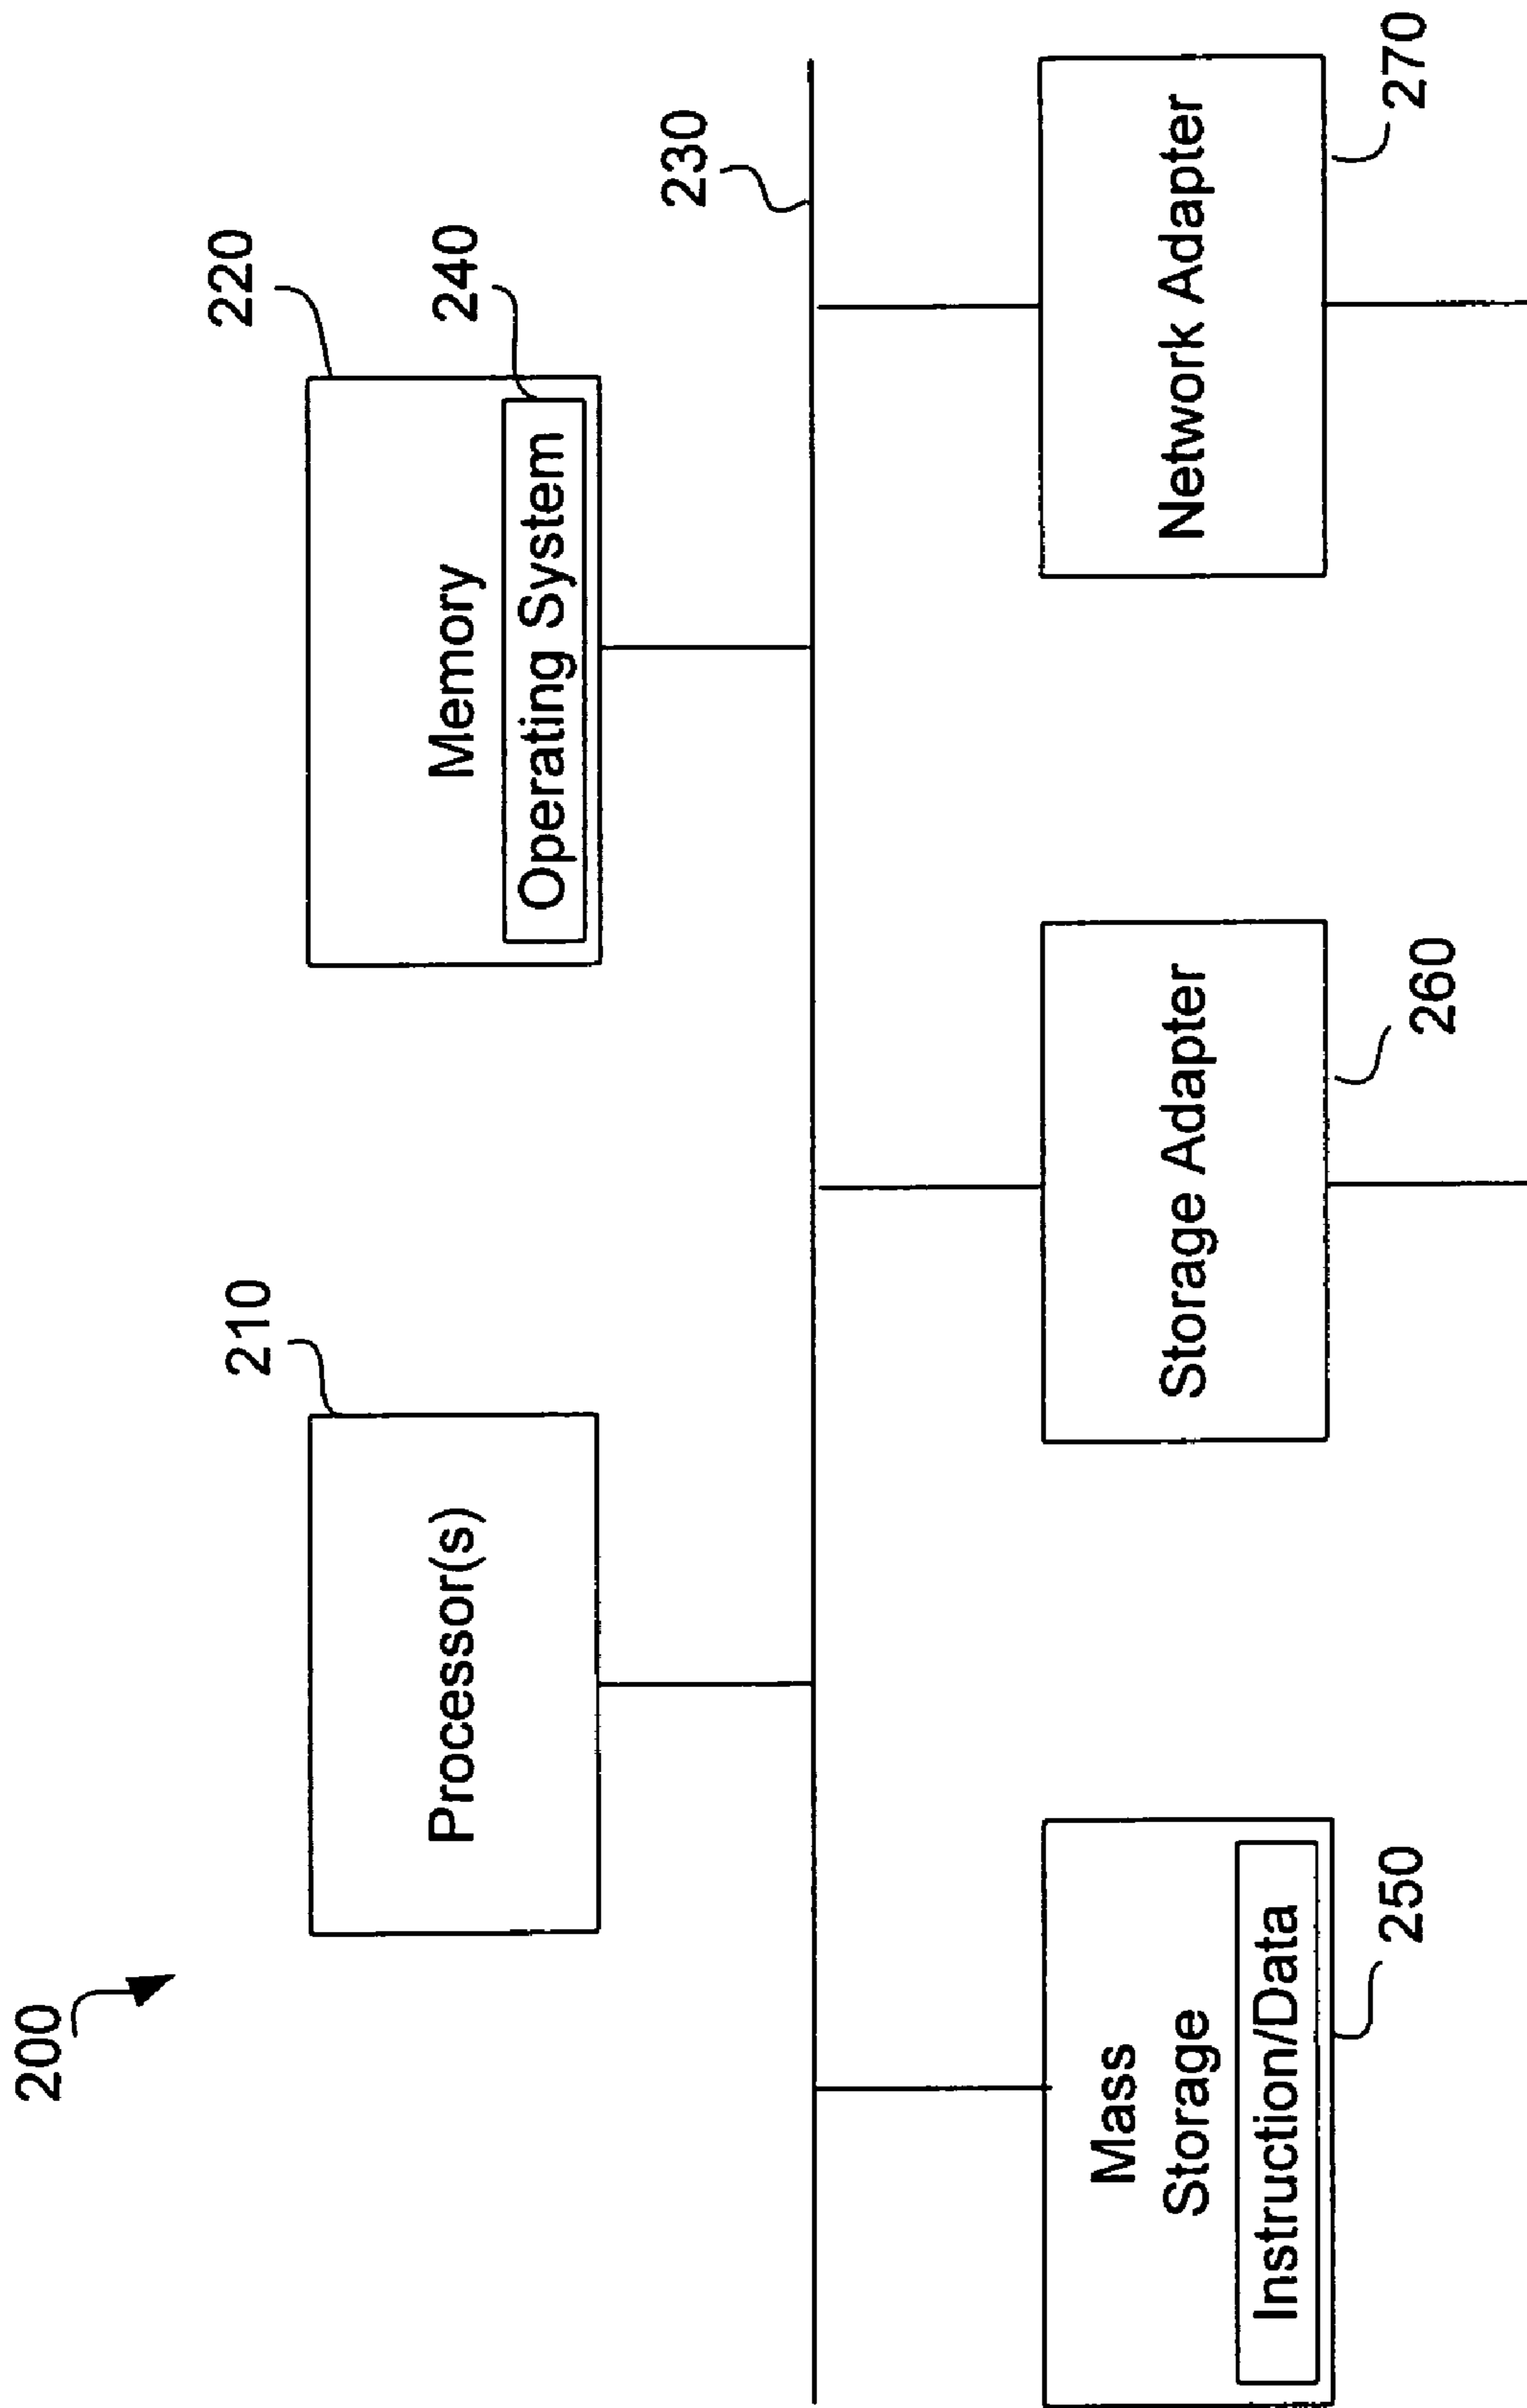 200
210
Processor(s)
220
Memory
240
Operating System
230
Mass
Storage
Instruction/Data
250
Storage Adapter
260
Network Adapter
270